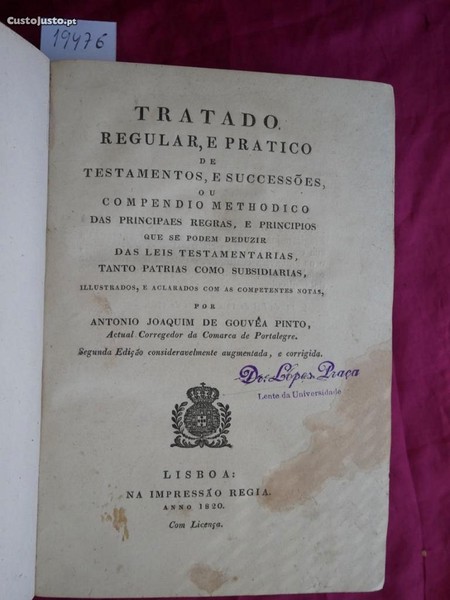 CustoJusto.pt
19476
TRATADO
REGULAR, E PRATICO
DE
TESTAMENTOS, E SUCCESSÕES,
OU
COMPENDIO METHODICO
DAS PRINCIPAES REGRAS, E PRINCIPIOS
QUE SE PODEM DEDUZIR
DAS LEIS TESTAMENTARIAS,
TANTO PATRIAS COMO SUBSIDIARIAS,
ILLUSTRADOS, E ACLARADOS COM AS COMPETENTES NOTAS,
POR
ANTONIO JOAQUIM DE GOUVÊA PINTO,
Actual Corregedor da Comarca de Portalegre.
Segunda Edição consideravelmente augmentada, e corrigida.
Dr. Lopes Praça
Lente da Universidade
LISBOA:
NA IMPRESSÃO REGIA.
ANNO 1820.
Com Licença.